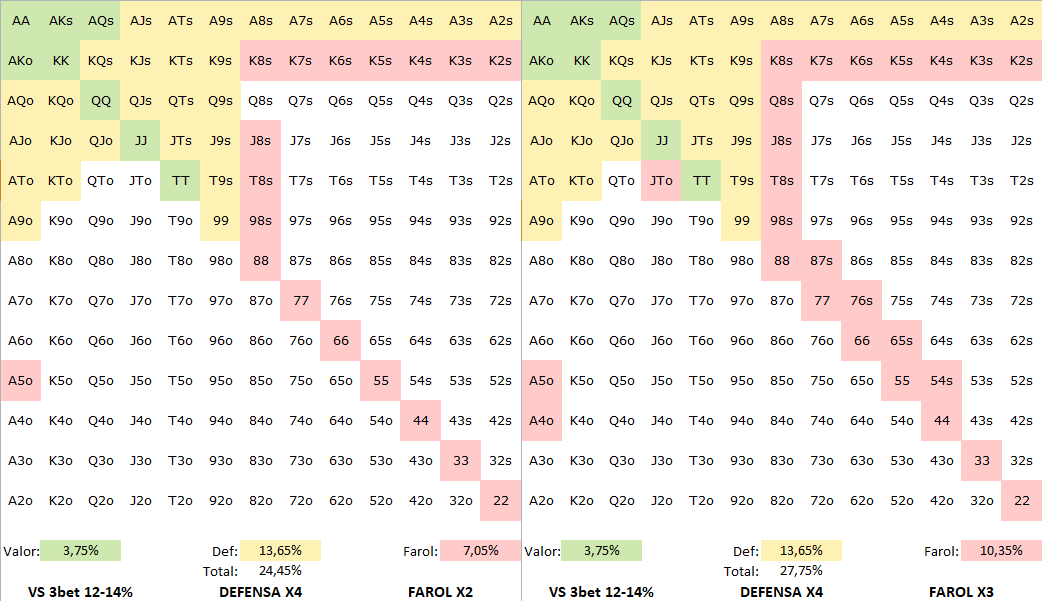 AA AKs AQs AJs ATs A9s A8s A7s A6s A5s A4s A3s A2s AA AKs AQs AJs ATs A9s A8s A7s A6s A5s A4s A3s A2s
AKo KK KQs KJs KTs K9s K8s K7s K6s K5s K4s K3s K2s AKo KK KQs KJs KTs K9s K8s K7s K6s K5s K4s K3s K2s
AQo KQo QQ QJs QTs Q9s Q8s Q7s Q6s Q5s Q4s Q3s Q2s AQo KQo QQ QJs QTs Q9s Q8s Q7s Q6s Q5s Q4s Q3s Q2s
AJo KJo QJo JJ JTs J9s J8s J7s J6s J5s J4s J3s J2s AJo KJo QJo JJ JTs J9s J8s J7s J6s J5s J4s J3s J2s
ATo KTo QTo JTo TT T9s T8s T7s T6s T5s T4s T3s T2s ATo KTo QTo JTo TT T9s T8s T7s T6s T5s T4s T3s T2s
A9o K9o Q9o J9o T9o 99 98s 97s 96s 95s 94s 93s 92s A9o K9o Q9o J9o T9o 99 98s 97s 96s 95s 94s 93s 92s
A8o K8o Q8o J8o T8o 98o 88 87s 86s 85s 84s 83s 82s A8o K8o Q8o J8o T8o 98o 88 87s 86s 85s 84s 83s 82s
A7o K7o Q7o J7o T7o 97o 87o 77 76s 75s 74s 73s 72s A7o K7o Q7o J7o T7o 97o 87o 77 76s 75s 74s 73s 72s
A6o K6o Q6o J6o T6o 96o 86o 76o 66 65s 64s 63s 62s A6o K6o Q6o J6o T6o 96o 86o 76o 66 65s 64s 63s 62s
A5o K5o Q5o J5o T5o 95o 85o 75o 65o 55 54s 53s 52s A5o K5o Q5o J5o T5o 95o 85o 75o 65o 55 54s 53s 52s
A4o K4o Q4o J4o T4o 94o 84o 74o 64o 54o 44 43s 42s A4o K4o Q4o J4o T4o 94o 84o 74o 64o 54o 44 43s 42s
A3o K3o Q3o J3o T3o 93o 83o 73o 63o 53o 43o 33 32s A3o K3o Q3o J3o T3o 93o 83o 73o 63o 53o 43o 33 32s
A2o K2o Q2o J2o T2o 92o 82o 72o 62o 52o 42o 32o 22 A2o K2o Q2o J2o T2o 92o 82o 72o 62o 52o 42o 32o 22
Valor: 3,75% Def: 13,65% Farol: 7,05% Valor: 3,75% Def: 13,65% Farol: 10,35%
Total: 24,45% Total: 27,75%
VS 3bet 12-14% DEFENSA X4 FAROL X2 VS 3bet 12-14% DEFENSA X4 FAROL X3